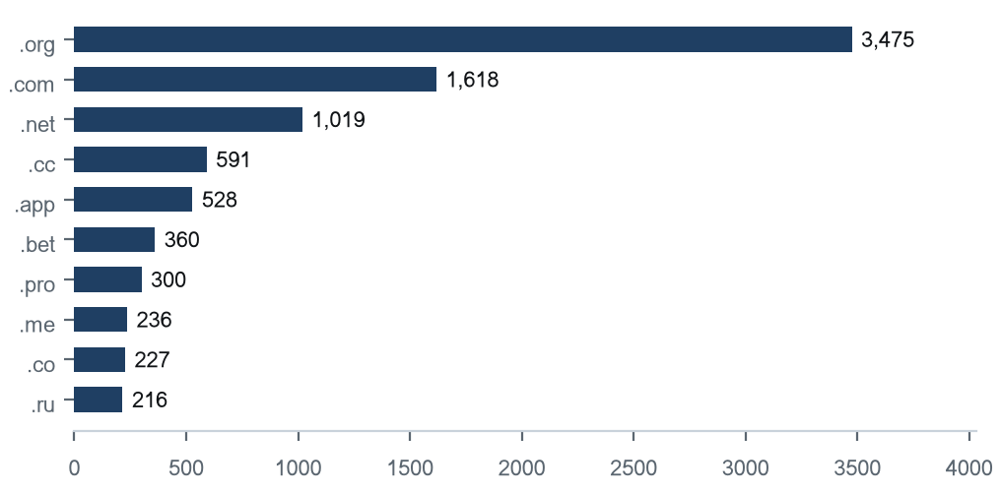 .org 3,475
.com 1,618
.net 1,019
.cc 591
.app 528
.bet 360
.pro 300
.me 236
.co 227
.ru 216
0 500 1000 1500 2000 2500 3000 3500 4000